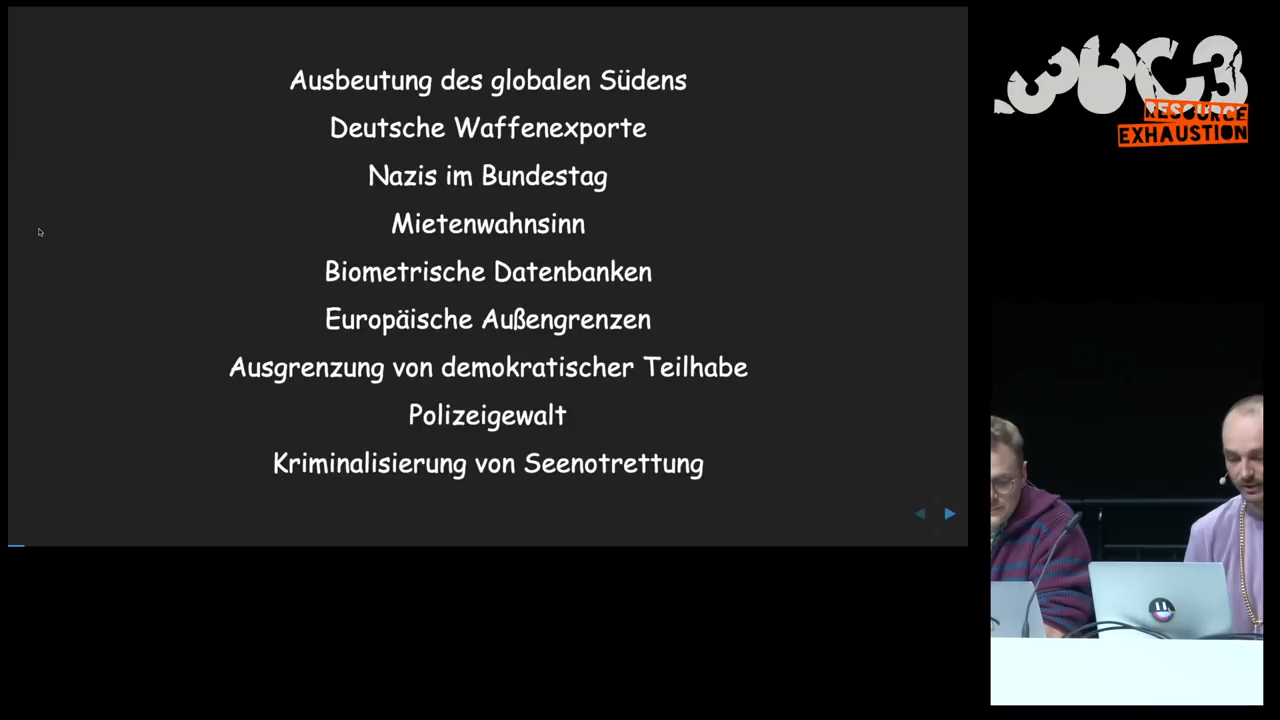 Ausbeutung des globalen Südens
Deutsche Waffenexporte
Nazis im Bundestag
Mietenwahnsinn
Biometrische Datenbanken
Europäische Außengrenzen
Ausgrenzung von demokratischer Teilhabe
Polizeigewalt
Kriminalisierung von Seenotrettung
36C3
RESOURCE
EXHAUSTION